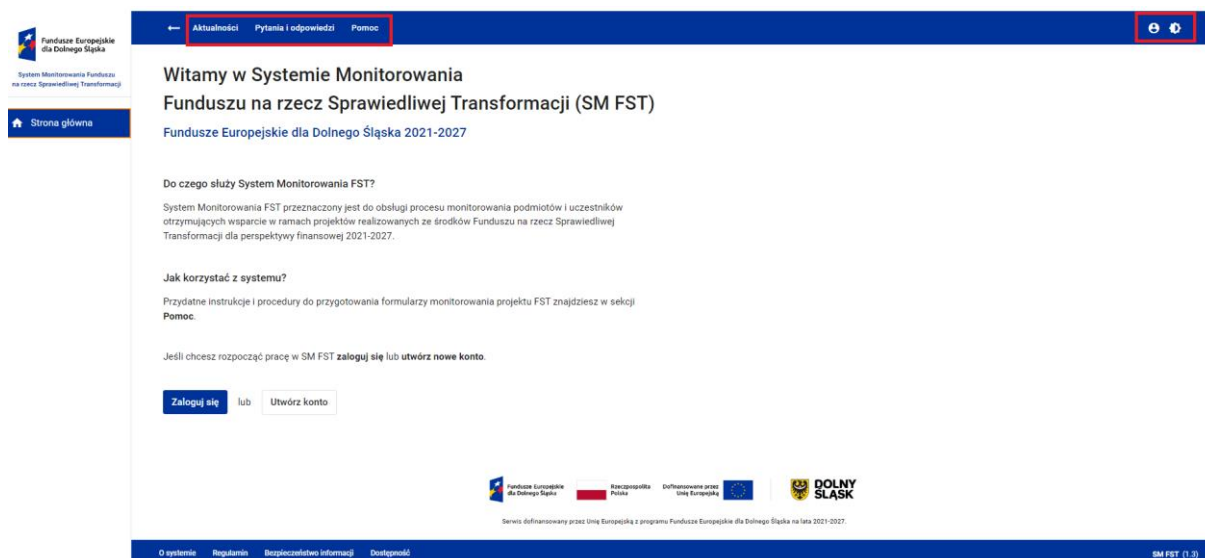 Fundusze Europejskie
dla Dolnego Śląska
System Monitorowania Funduszu
na rzecz Sprawiedliwej Transformacji
Strona główna
Aktualności Pytania i odpowiedzi Pomoc
Witamy w Systemie Monitorowania
Funduszu na rzecz Sprawiedliwej Transformacji (SM FST)
Fundusze Europejskie dla Dolnego Śląska 2021-2027
Do czego służy System Monitorowania FST?
System Monitorowania FST przeznaczony jest do obsługi procesu monitorowania podmiotów i uczestników
otrzymujących wsparcie w ramach projektów realizowanych ze środków Funduszu na rzecz Sprawiedliwej
Transformacji dla perspektywy finansowej 2021-2027.
Jak korzystać z systemu?
Przydatne instrukcje i procedury do przygotowania formularzy monitorowania projektu FST znajdziesz w sekcji
Pomoc.
Jeśli chcesz rozpocząć pracę w SM FST zaloguj się lub utwórz nowe konto.
Zaloguj się lub Utwórz konto
Fundusze Europejskie
dla Dolnego Śląska
Rzeczpospolita
Polska
Dofinansowane przez
Unię Europejską
DOLNY
ŚLĄSK
Serwis dofinansowany przez Unię Europejską z programu Fundusze Europejskie dla Dolnego Śląska na lata 2021-2027.
O systemie Regulamin Bezpieczeństwo informacji Dostępność SM FST (1.3)